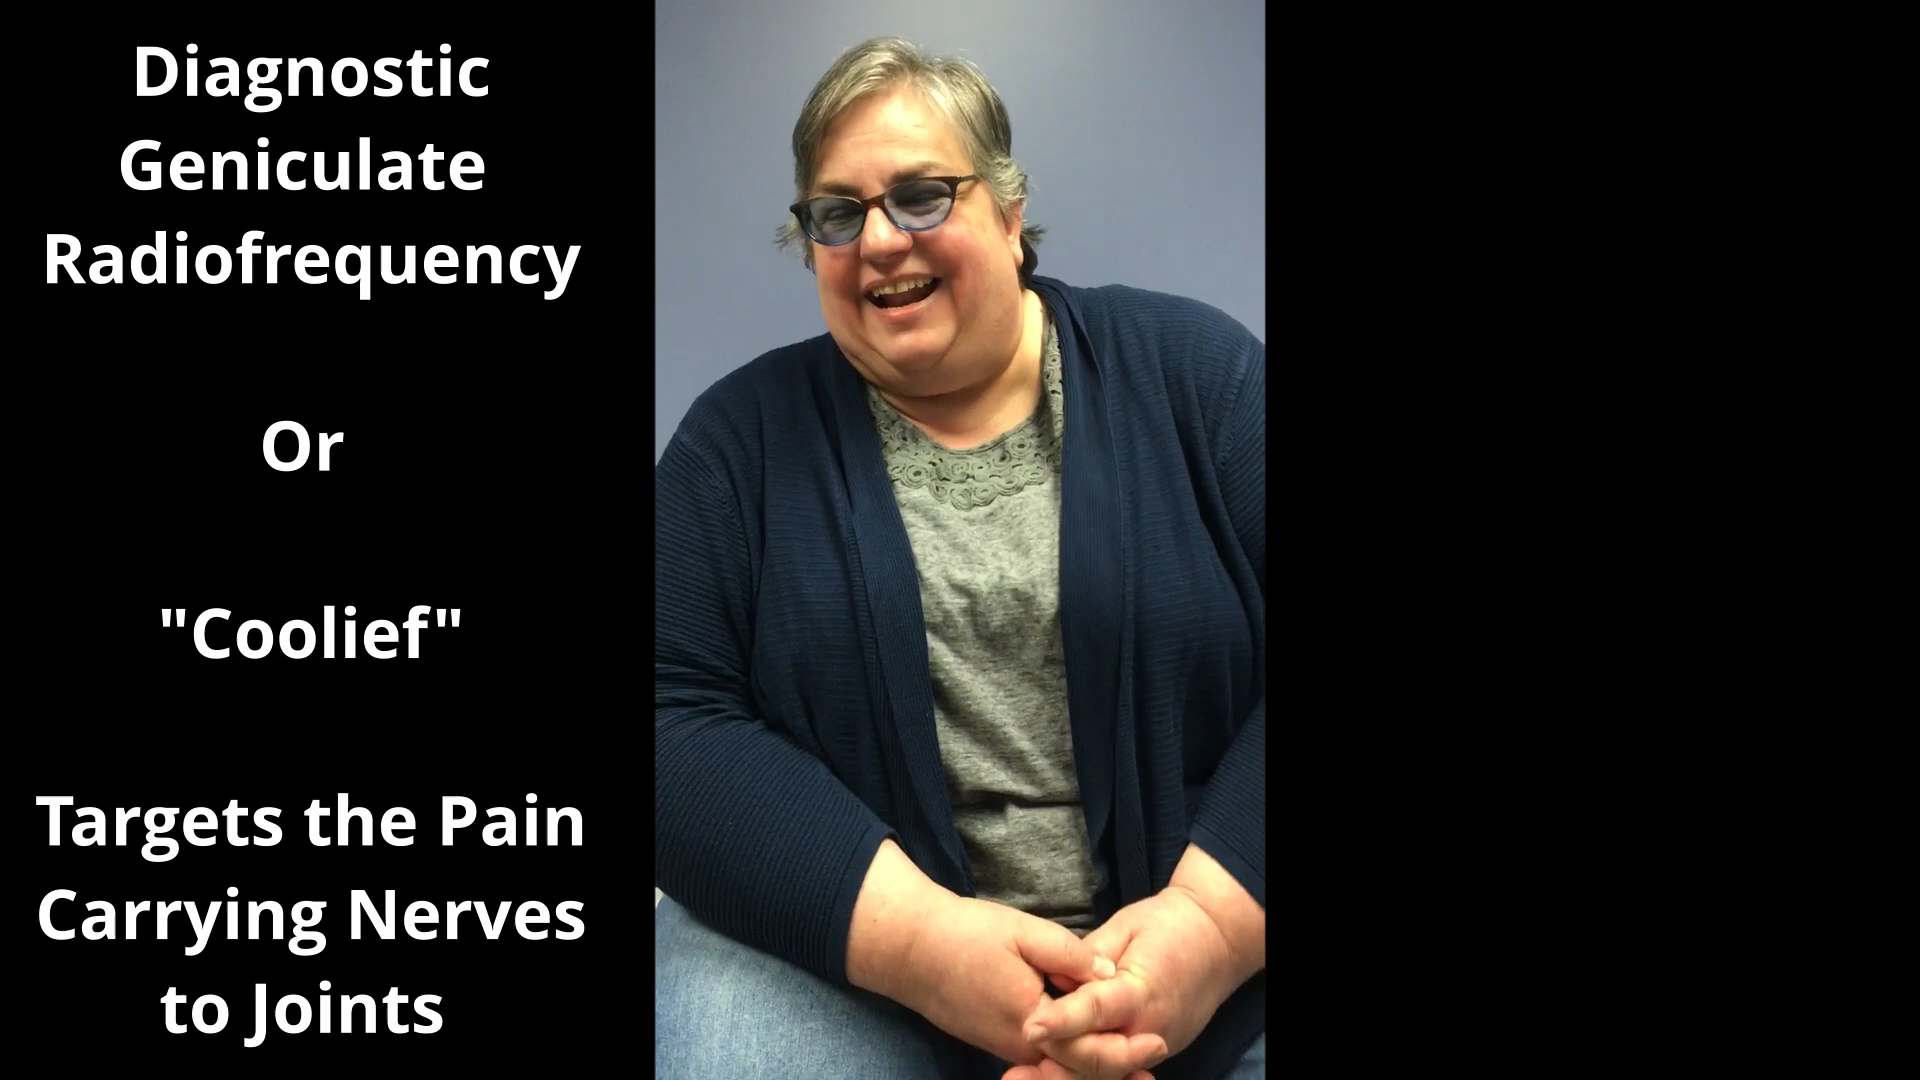 Diagnostic
Geniculate
Radiofrequency
Or
"Coolief"
Targets the Pain
Carrying Nerves
to Joints